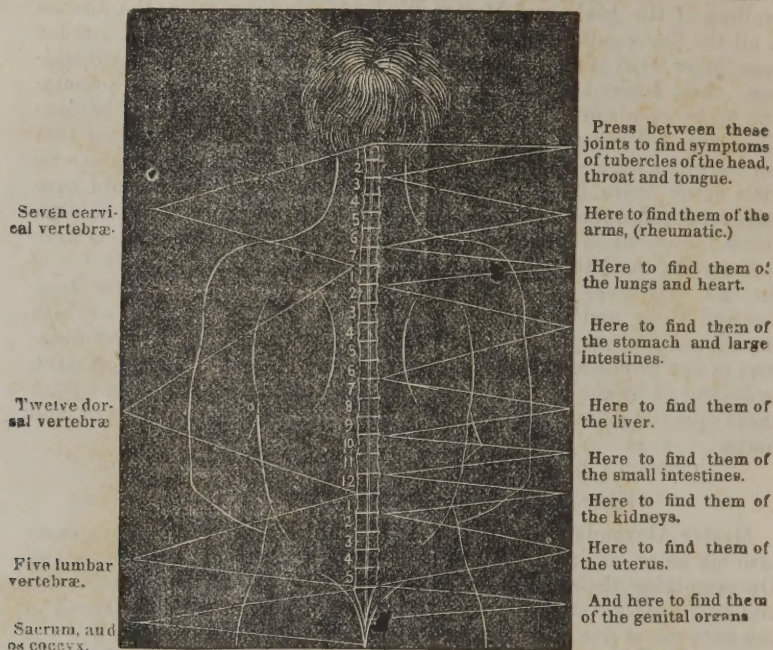 Seven cervi-
cal vertebræ.
Twelve dor-
sal vertebræ
Five lumbar
vertebræ.
Sacrum, and
os coccyx.
2
3
4
5
6
7
1
2
3
4
5
6
7
8
9
10
11
12
1
2
3
4
5
Press between these
joints to find symptoms
of tubercles of the head,
throat and tongue.
Here to find them of the
arms, (rheumatic.)
Here to find them of
the lungs and heart.
Here to find them of
the stomach and large
intestines.
Here to find them of
the liver.
Here to find them of
the small intestines.
Here to find them of
the kidneys.
Here to find them of
the uterus.
And here to find them
of the genital organs